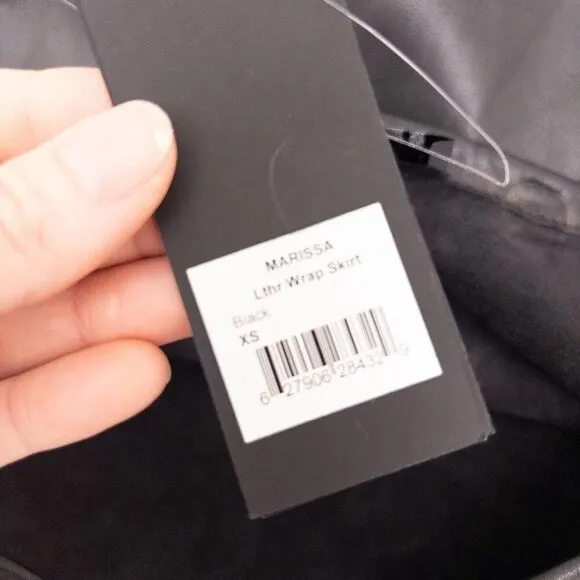 MARISSA
Lthr Wrap Skirt
Black
XS
6 27906 28432 9